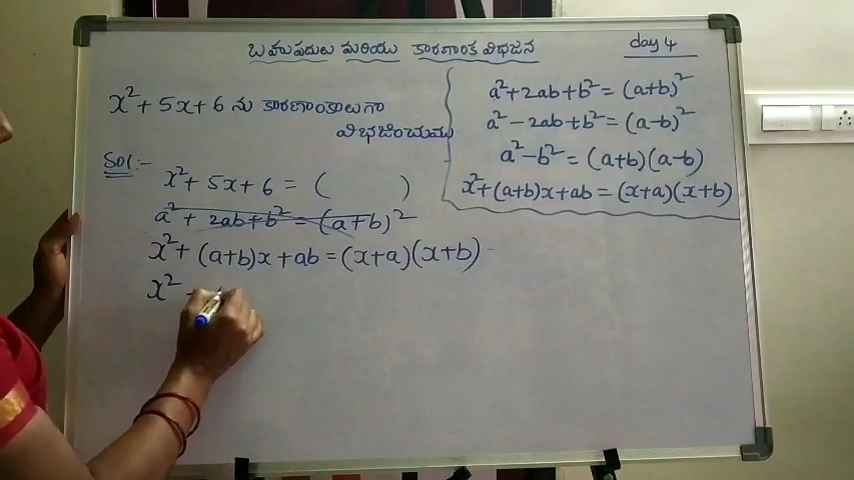 బహుపదులు మరియు కారణాంక విభజన
day 4
x² + 5x + 6 ను కారణాంకాలుగా
విభజించుము
Sol:-
x² + 5x + 6 = (          )
a² + 2ab + b² = (a+b)²
x² + (a+b)x + ab = (x+a)(x+b)
x² -
a² + 2ab + b² = (a+b)²
a² - 2ab + b² = (a-b)²
a² - b² = (a+b)(a-b)
x² + (a+b)x + ab = (x+a)(x+b)